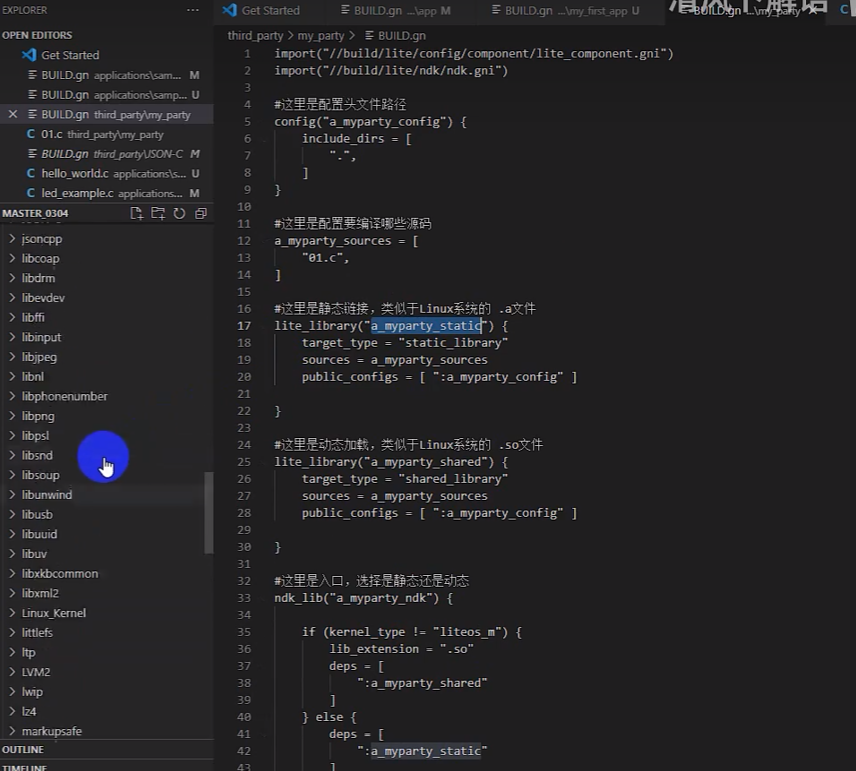 EXPLORER
···
Get Started
BUILD.gn ...\app M
BUILD.gn ...\my_first_app U
BUILD.gn ...\my_party
OPEN EDITORS
Get Started
BUILD.gn applications\sam... M
BUILD.gn applications\samp... U
BUILD.gn third_party\my_party
C 01.c third_party\my_party
BUILD.gn third_party\JSON-C M
C hello_world.c applications\s... U
C led_example.c applications... M
MASTER_0304
jsoncpp
libcoap
libdrm
libevdev
libffi
libinput
libjpeg
libnl
libphonenumber
libpng
libpsl
libsnd
libsoup
libunwind
libusb
libuuid
libuv
libxkbcommon
libxml2
Linux_Kernel
littlefs
ltp
LVM2
lwip
lz4
markupsafe
OUTLINE
TIMELINE
third_party > my_party > BUILD.gn
1 import("//build/lite/config/component/lite_component.gni")
2 import("//build/lite/ndk/ndk.gni")
3
4 #这里是配置头文件路径
5 config("a_myparty_config") {
6 include_dirs = [
7 ".",
8 ]
9 }
10
11 #这里是配置要编译哪些源码
12 a_myparty_sources = [
13 "01.c",
14 ]
15
16 #这里是静态链接，类似于Linux系统的 .a文件
17 lite_library("a_myparty_static") {
18 target_type = "static_library"
19 sources = a_myparty_sources
20 public_configs = [ ":a_myparty_config" ]
21
22 }
23
24 #这里是动态加载，类似于Linux系统的 .so文件
25 lite_library("a_myparty_shared") {
26 target_type = "shared_library"
27 sources = a_myparty_sources
28 public_configs = [ ":a_myparty_config" ]
29
30 }
31
32 #这里是入口，选择是静态还是动态
33 ndk_lib("a_myparty_ndk") {
34
35 if (kernel_type != "liteos_m") {
36 lib_extension = ".so"
37 deps = [
38 ":a_myparty_shared"
39 ]
40 } else {
41 deps = [
42 ":a_myparty_static"
43 ]